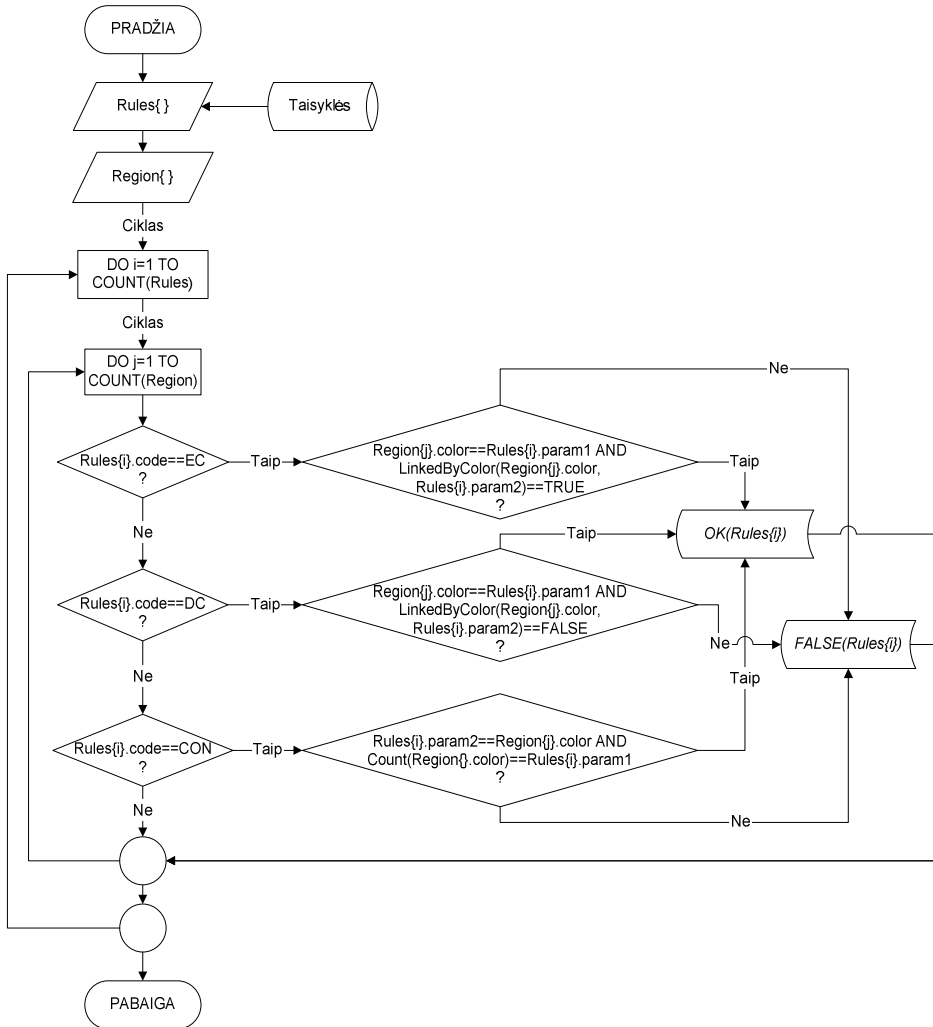 PRADŽIA
Rules{ }
Taisyklės
Region{ }
Ciklas
DO i=1 TO
COUNT(Rules)
Ciklas
DO j=1 TO
COUNT(Region)
Ne
Rules{i}.code==EC
?
Taip
Region{j}.color==Rules{i}.param1 AND
LinkedByColor(Region{j}.color,
Rules{i}.param2)==TRUE
?
Taip
Ne
Taip
OK(Rules{i})
Rules{i}.code==DC
?
Taip
Region{j}.color==Rules{i}.param1 AND
LinkedByColor(Region{j}.color,
Rules{i}.param2)==FALSE
?
Ne
FALSE(Rules{i})
Ne
Taip
Rules{i}.code==CON
?
Taip
Rules{i}.param2==Region{j}.color AND
Count(Region{}.color)==Rules{i}.param1
?
Ne
Ne
PABAIGA